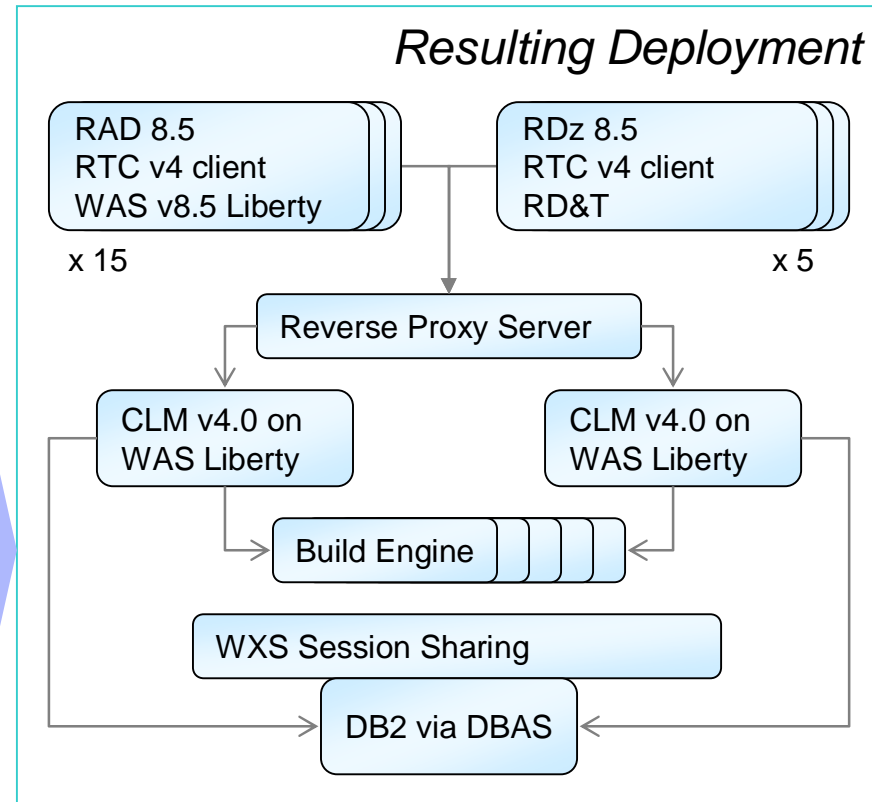 Resulting Deployment
RAD 8.5
RTC v4 client
WAS v8.5 Liberty
x 15
RDz 8.5
RTC v4 client
RD&T
x 5
Reverse Proxy Server
CLM v4.0 on
WAS Liberty
CLM v4.0 on
WAS Liberty
Build Engine
WXS Session Sharing
DB2 via DBAS